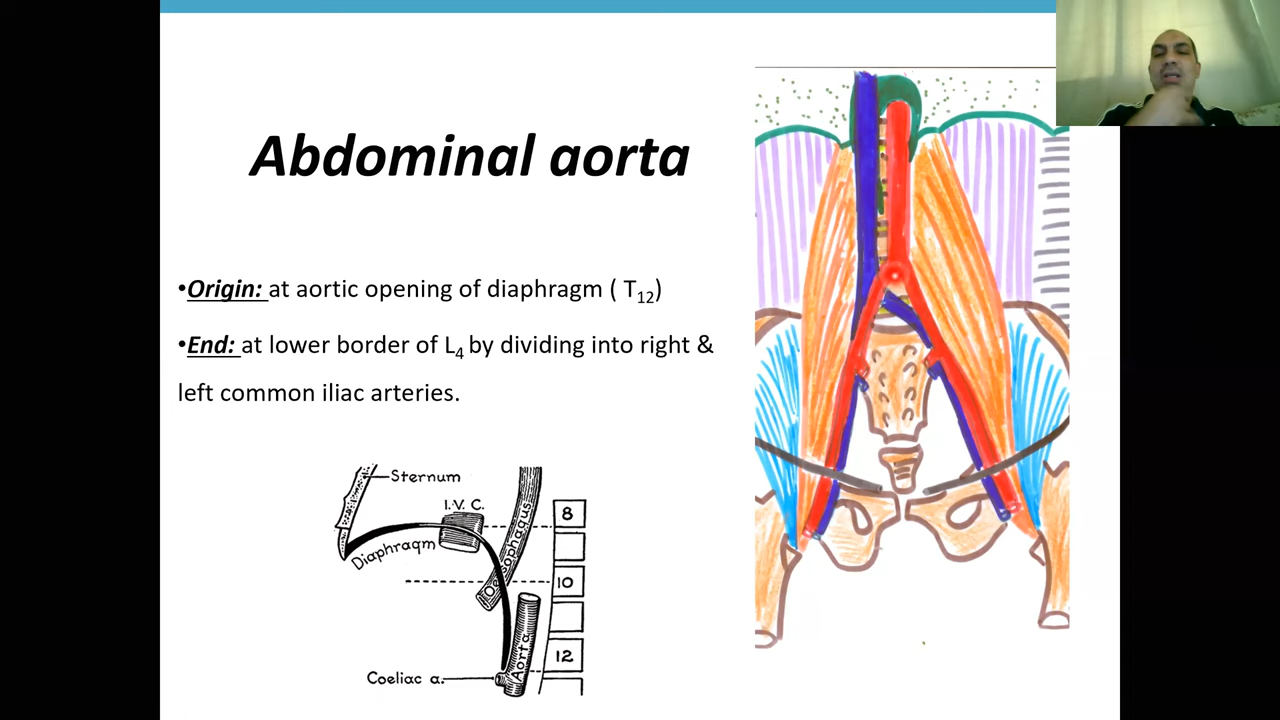 Abdominal aorta
•Origin: at aortic opening of diaphragm ( T12)
•End: at lower border of L4 by dividing into right &
left common iliac arteries.
Sternum
I.V.C.
8
Diaphragm
Oesophagus
10
Aorta
12
Coeliac a.